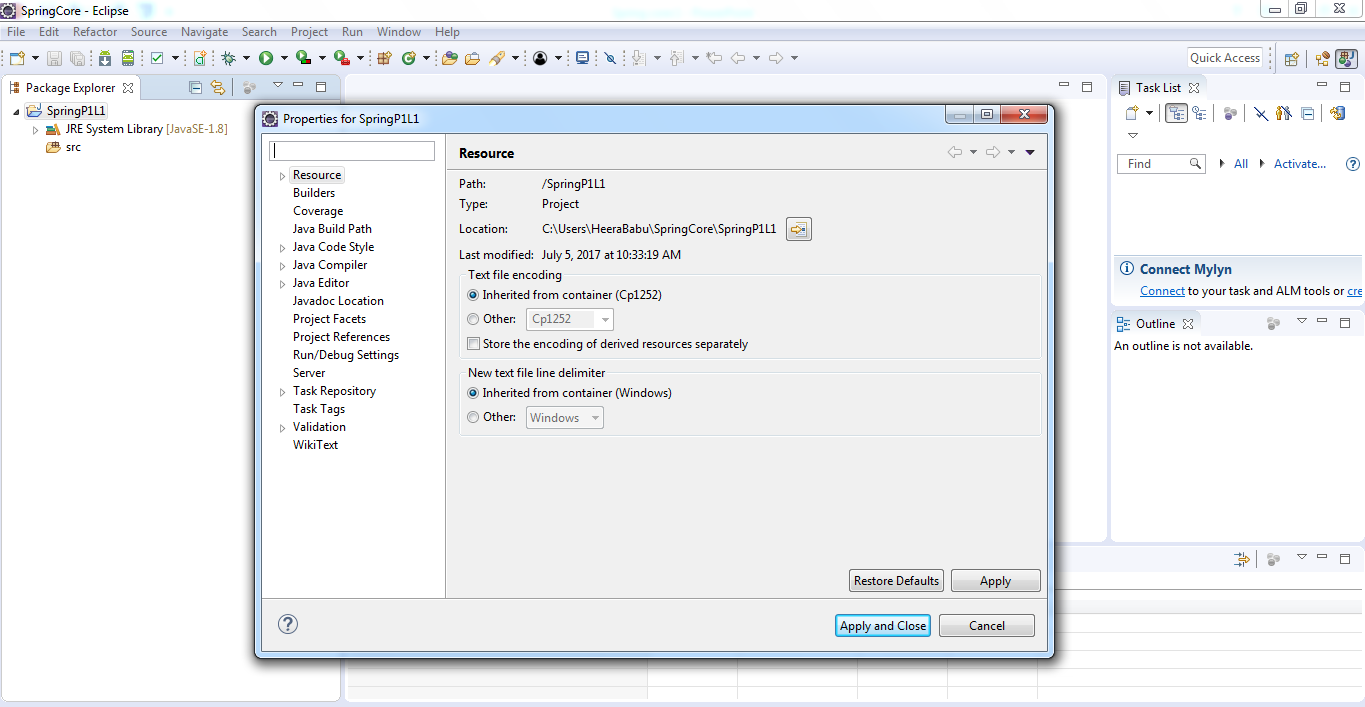 SpringCore - Eclipse
File Edit Refactor Source Navigate Search Project Run Window Help
Quick Access
Package Explorer
SpringP1L1
JRE System Library [JavaSE-1.8]
src
Properties for SpringP1L1
Resource
Builders
Coverage
Java Build Path
Java Code Style
Java Compiler
Java Editor
Javadoc Location
Project Facets
Project References
Run/Debug Settings
Server
Task Repository
Task Tags
Validation
WikiText
Resource
Path: /SpringP1L1
Type: Project
Location: C:\Users\HeeraBabu\SpringCore\SpringP1L1
Last modified: July 5, 2017 at 10:33:19 AM
Text file encoding
Inherited from container (Cp1252)
Other: Cp1252
Store the encoding of derived resources separately
New text file line delimiter
Inherited from container (Windows)
Other: Windows
Restore Defaults Apply
Apply and Close Cancel
Task List
Find All Activate...
Connect Mylyn
Connect to your task and ALM tools or cre
Outline
An outline is not available.